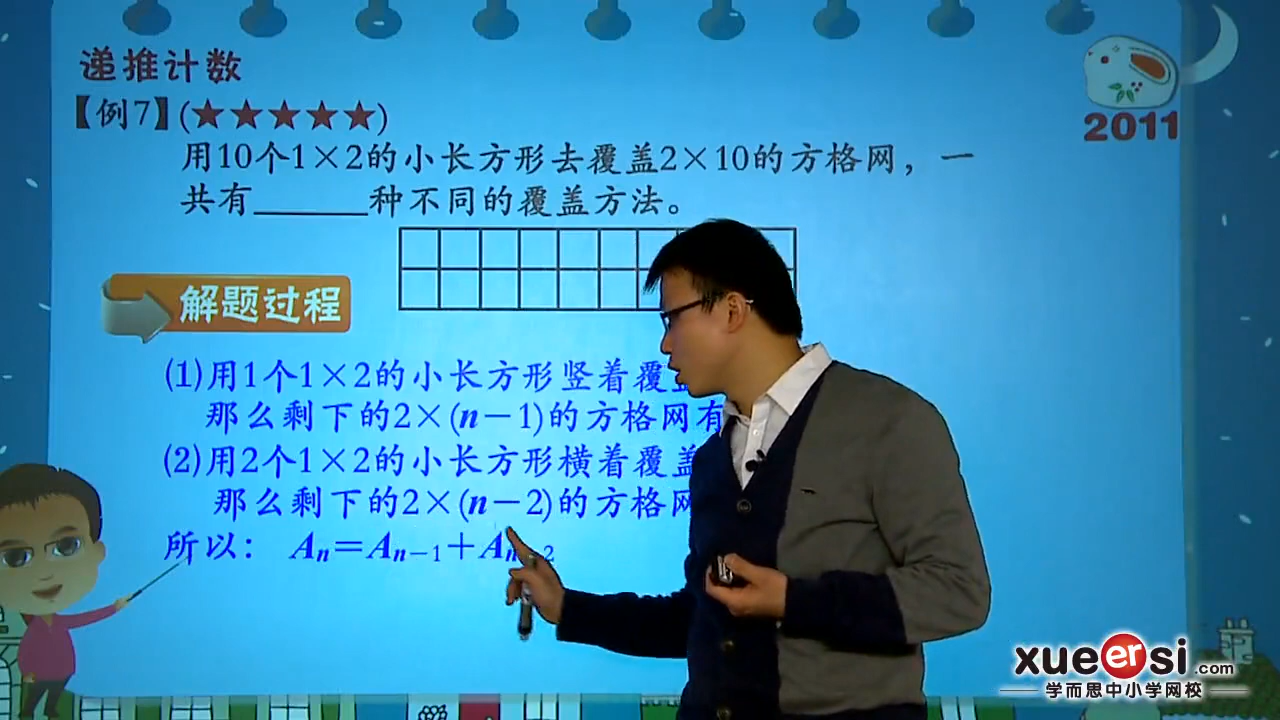 递推计数
【例7】(★★★★★)
用10个1×2的小长方形去覆盖2×10的方格网，一
共有______种不同的覆盖方法。
解题过程
(1)用1个1×2的小长方形竖着覆盖
那么剩下的2×(n－1)的方格网有
(2)用2个1×2的小长方形横着覆盖
那么剩下的2×(n－2)的方格网
所以： Aₙ＝Aₙ₋₁＋Aₙ₋₂
2011
xueersi.com
学而思中小学网校